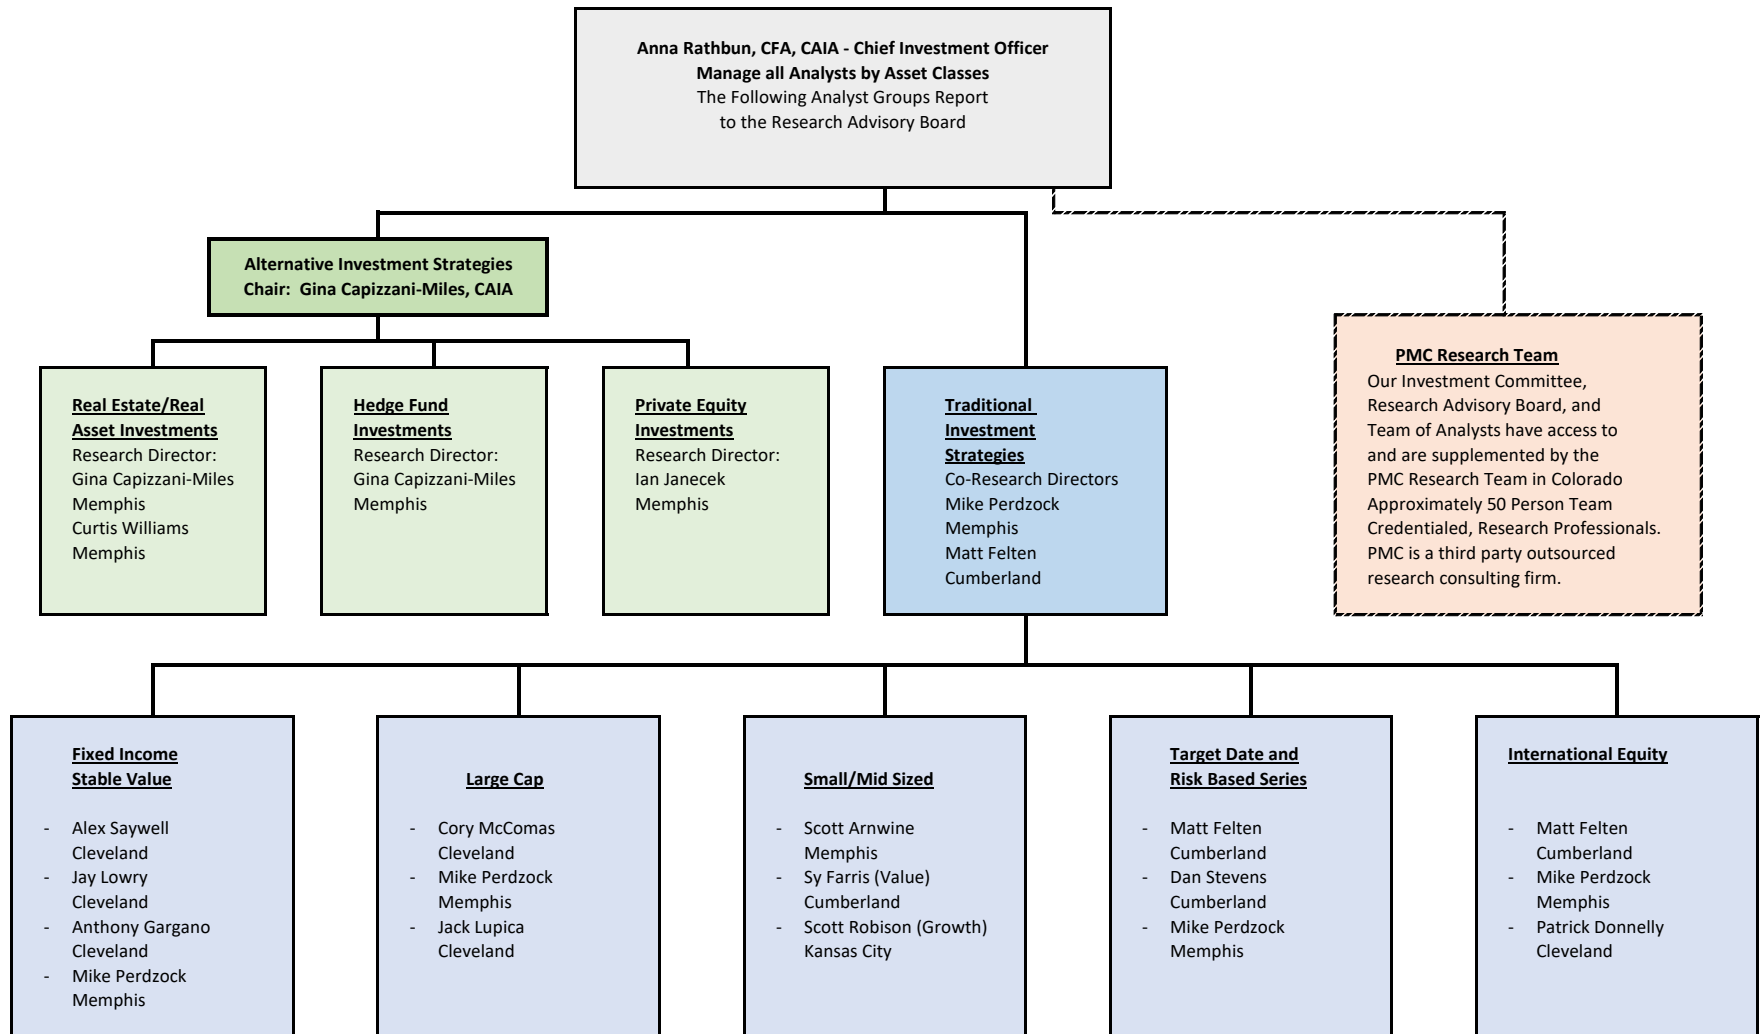 Anna Rathbun, CFA, CAIA - Chief Investment Officer
Manage all Analysts by Asset Classes
The Following Analyst Groups Report
to the Research Advisory Board
Alternative Investment Strategies
Chair: Gina Capizzani-Miles, CAIA
Real Estate/Real
Asset Investments
Research Director:
Gina Capizzani-Miles
Memphis
Curtis Williams
Memphis
Hedge Fund
Investments
Research Director:
Gina Capizzani-Miles
Memphis
Private Equity
Investments
Research Director:
Ian Janecek
Memphis
Traditional
Investment
Strategies
Co-Research Directors
Mike Perdzock
Memphis
Matt Felten
Cumberland
PMC Research Team
Our Investment Committee,
Research Advisory Board, and
Team of Analysts have access to
and are supplemented by the
PMC Research Team in Colorado
Approximately 50 Person Team
Credentialed, Research Professionals.
PMC is a third party outsourced
research consulting firm.
Fixed Income
Stable Value
- Alex Saywell
Cleveland
- Jay Lowry
Cleveland
- Anthony Gargano
Cleveland
- Mike Perdzock
Memphis
Large Cap
- Cory McComas
Cleveland
- Mike Perdzock
Memphis
- Jack Lupica
Cleveland
Small/Mid Sized
- Scott Arnwine
Memphis
- Sy Farris (Value)
Cumberland
- Scott Robison (Growth)
Kansas City
Target Date and
Risk Based Series
- Matt Felten
Cumberland
- Dan Stevens
Cumberland
- Mike Perdzock
Memphis
International Equity
- Matt Felten
Cumberland
- Mike Perdzock
Memphis
- Patrick Donnelly
Cleveland